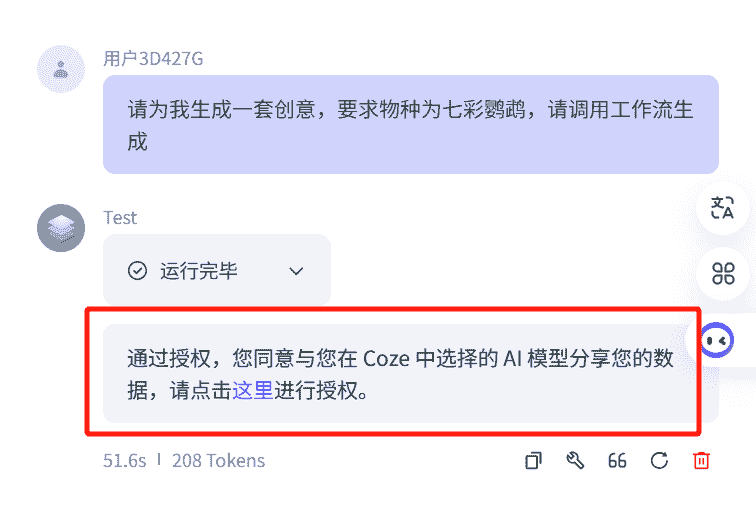 用户3D427G
请为我生成一套创意，要求物种为七彩鹦鹉，请调用工作流生
成
Test
运行完毕
通过授权，您同意与您在 Coze 中选择的 AI 模型分享您的数
据，请点击这里进行授权。
51.6s | 208 Tokens